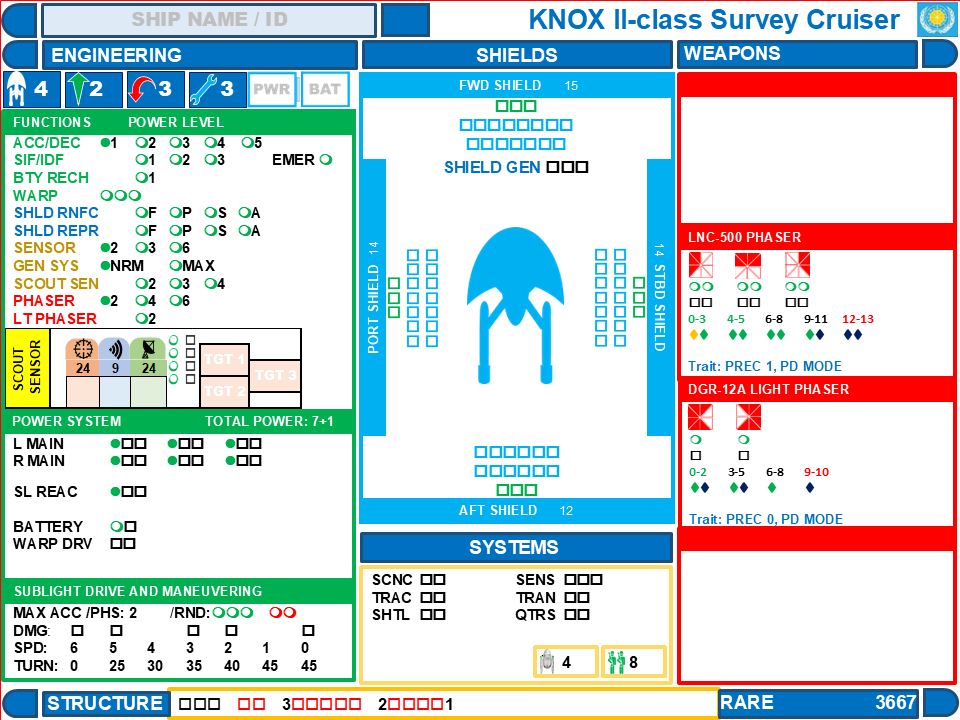 SHIP NAME / ID
KNOX II-class Survey Cruiser
ENGINEERING
SHIELDS
WEAPONS
4 2 3 3 PWR BAT
FUNCTIONS POWER LEVEL
ACC/DEC 1 2 3 4 5
SIF/IDF 1 2 3 EMER
BTY RECH 1
WARP
SHLD RNFC F P S A
SHLD REPR F P S A
SENSOR 2 3 6
GEN SYS NRM MAX
SCOUT SEN 2 3 4
PHASER 2 4 6
LT PHASER 2
SCOUT SENSOR
24 9 24
TGT 1
TGT 2
TGT 3
POWER SYSTEM TOTAL POWER: 7+1
L MAIN
R MAIN
SL REAC
BATTERY
WARP DRV
SUBLIGHT DRIVE AND MANUVERING
MAX ACC /PHS: 2 /RND:
DMG:
SPD: 6 5 4 3 2 1 0
TURN: 0 25 30 35 40 45 45
FWD SHIELD 15
SHIELD GEN
PORT SHIELD 14
14 STBD SHIELD
AFT SHIELD 12
SYSTEMS
SCNC SENS
TRAC TRAN
SHTL QTRS
4 8
LNC-500 PHASER
0-3 4-5 6-8 9-11 12-13
Trait: PREC 1, PD MODE
DGR-12A LIGHT PHASER
0-2 3-5 6-8 9-10
Trait: PREC 0, PD MODE
STRUCTURE 3 2 1
RARE 3667